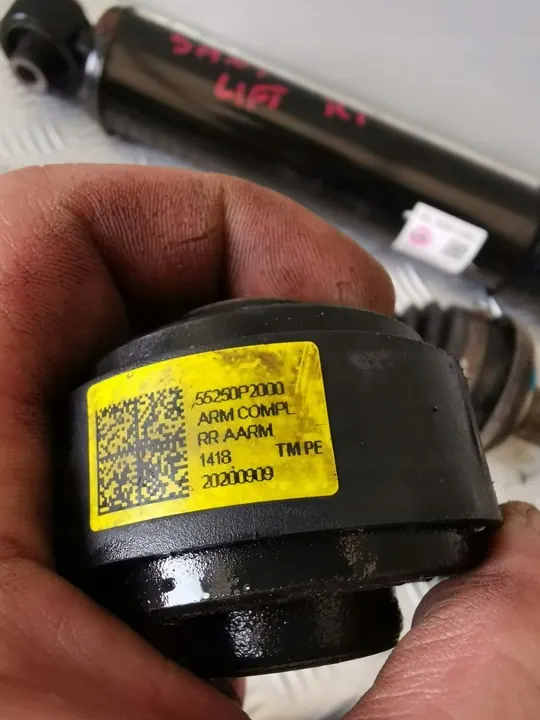 LIFT
55250P2000
ARM COMPL
RR AARM
1418 TM PE
20200909